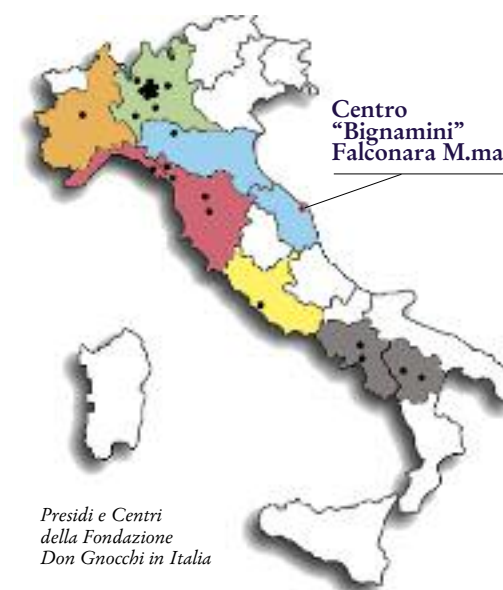 Centro
“Bignamini”
Falconara M.ma
Presidi e Centri
della Fondazione
Don Gnocchi in Italia